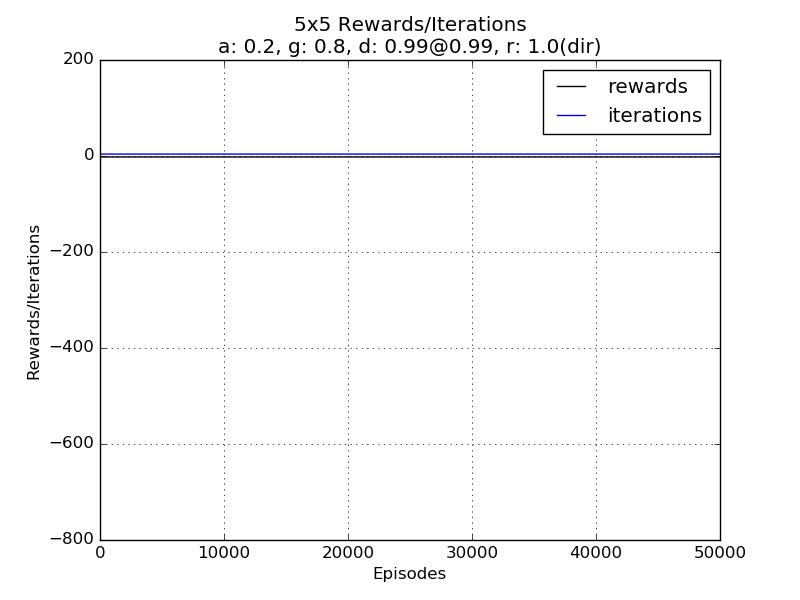 5x5 Rewards/Iterations
a: 0.2, g: 0.8, d: 0.99@0.99, r: 1.0(dir)
rewards
iterations
Rewards/Iterations
200
0
−200
−400
−600
−800
0 10000 20000 30000 40000 50000
Episodes